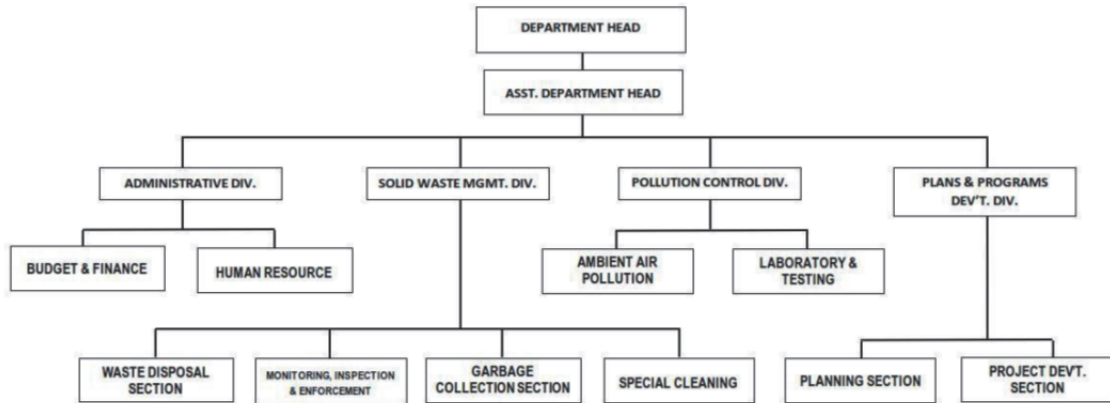 DEPARTMENT HEAD
ASST. DEPARTMENT HEAD
ADMINISTRATIVE DIV.
SOLID WASTE MGMT. DIV.
POLLUTION CONTROL DIV.
PLANS & PROGRAMS
DEV'T. DIV.
BUDGET & FINANCE
HUMAN RESOURCE
AMBIENT AIR
POLLUTION
LABORATORY &
TESTING
WASTE DISPOSAL
SECTION
MONITORING, INSPECTION
& ENFORCEMENT
GARBAGE
COLLECTION SECTION
SPECIAL CLEANING
PLANNING SECTION
PROJECT DEV'T.
SECTION